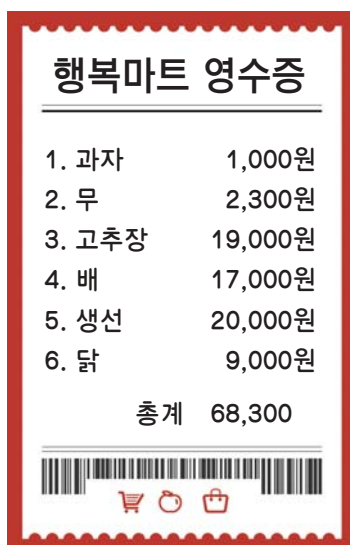 행복마트 영수증
1. 과자 1,000원
2. 무 2,300원
3. 고추장 19,000원
4. 배 17,000원
5. 생선 20,000원
6. 닭 9,000원
총계 68,300